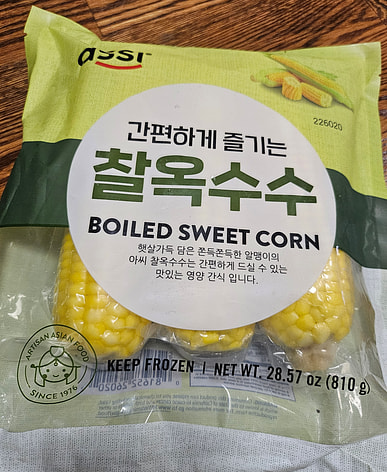 assi
226020
간편하게 즐기는
찰옥수수
BOILED SWEET CORN
햇살가득 담은 쫀득쫀득한 알맹이의
아씨 찰옥수수는 간편하게 드실 수 있는
맛있는 영양 간식 입니다.
ARTISAN ASIAN FOOD
SINCE 1976
KEEP FROZEN | NET WT. 28.57 oz (810 g)